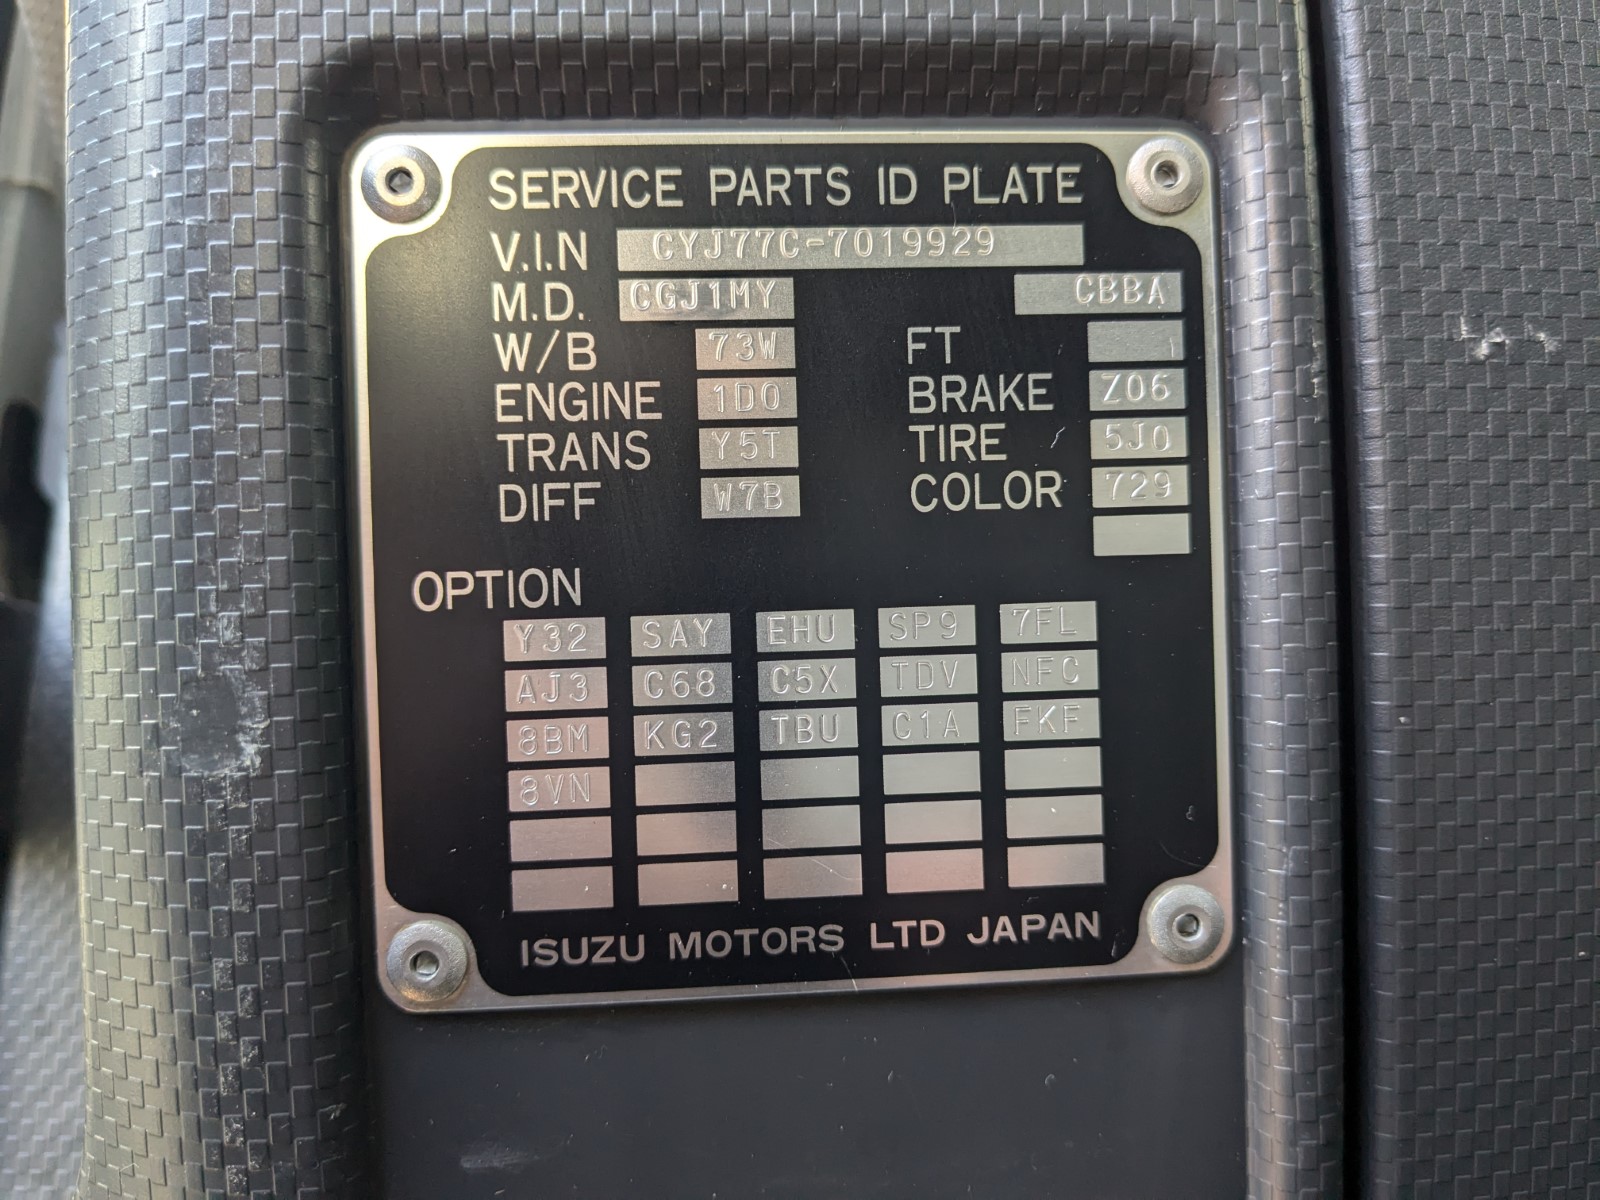 SERVICE PARTS ID PLATE
V.I.N CYJ77C-7019929
M.D. CGJ1MY CBBA
W/B 73W FT
ENGINE 1D0 BRAKE Z06
TRANS Y5T TIRE 5J0
DIFF W7B COLOR 729
OPTION
Y32 SAY EHU SP9 7FL
AJ3 C68 C5X TDV NFC
8BM KG2 TBU C1A FKF
8VN
ISUZU MOTORS LTD JAPAN